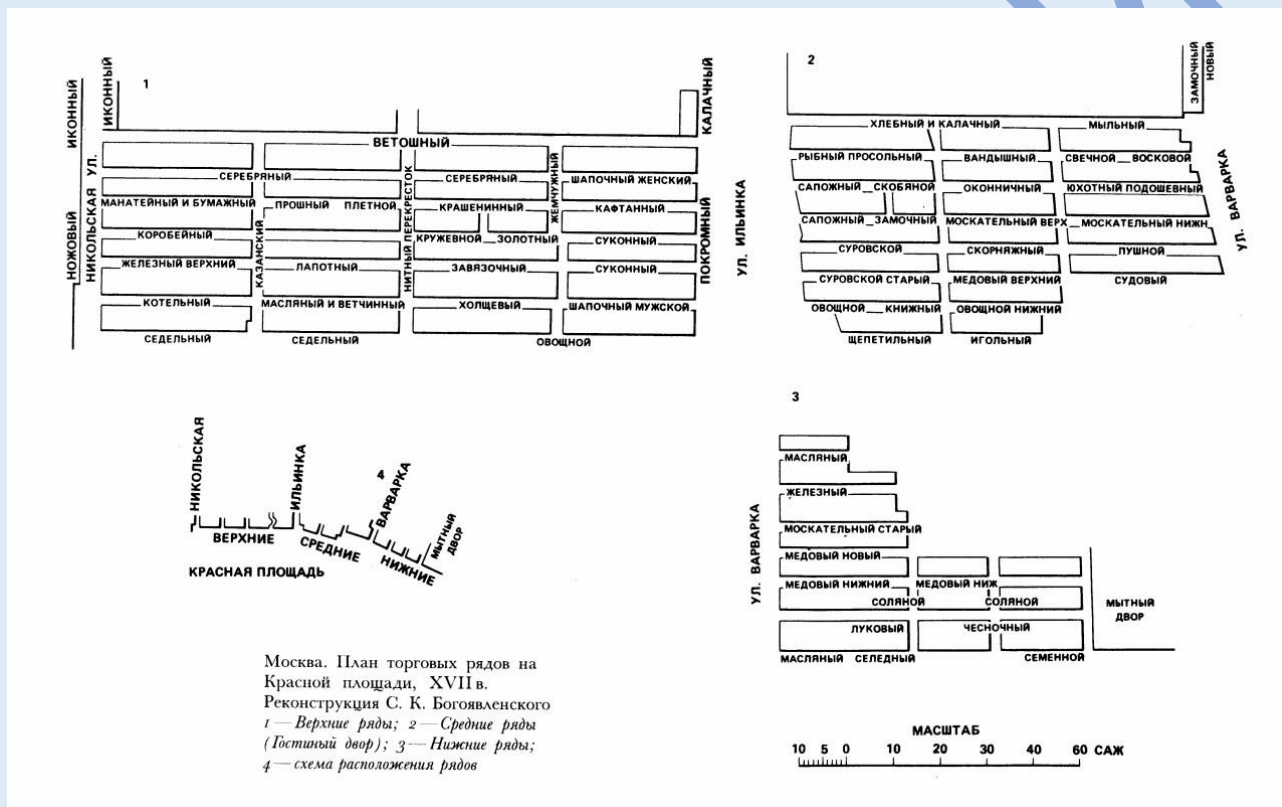 1
ИКОННЫЙ
ИКОННЫЙ
КАЛАЧНЫЙ
НОЖОВЫЙ
НИКОЛЬСКАЯ УЛ.
ВЕТОШНЫЙ
СЕРЕБРЯНЫЙ СЕРЕБРЯНЫЙ ШАПОЧНЫЙ ЖЕНСКИЙ
МАНАТЕЙНЫЙ И БУМАЖНЫЙ ПРОШНЫЙ ПЛЕТНОЙ КРАШЕНИННЫЙ КАФТАННЫЙ
КОРОБЕЙНЫЙ КРУЖЕВНОЙ ЗОЛОТНЫЙ СУКОННЫЙ
ЖЕЛЕЗНЫЙ ВЕРХНИЙ ЛАПОТНЫЙ ЗАВЯЗОЧНЫЙ СУКОННЫЙ
КОТЕЛЬНЫЙ МАСЛЯНЫЙ И ВЕТЧИННЫЙ ХОЛЩЕВЫЙ ШАПОЧНЫЙ МУЖСКОЙ
СЕДЕЛЬНЫЙ СЕДЕЛЬНЫЙ ОВОЩНОЙ
КАЗАНСКИЙ
НИТНЫЙ ПЕРЕКРЕСТОК
ЖЕМЧУЖНЫЙ
ПОКРОМНЫЙ
2
ЗАМОЧНЫЙ
НОВЫЙ
УЛ. ИЛЬИНКА
УЛ. ВАРВАРКА
ХЛЕБНЫЙ И КАЛАЧНЫЙ МЫЛЬНЫЙ
РЫБНЫЙ ПРОСОЛЬНЫЙ ВАНДЫШНЫЙ СВЕЧНОЙ ВОСКОВОЙ
САПОЖНЫЙ СКОБЯНОЙ ОКОННИЧНЫЙ ЮХОТНЫЙ ПОДОШЕВНЫЙ
САПОЖНЫЙ ЗАМОЧНЫЙ МОСКАТЕЛЬНЫЙ ВЕРХ МОСКАТЕЛЬНЫЙ НИЖН
СУРОВСКОЙ СКОРНЯЖНЫЙ ПУШНОЙ
СУРОВСКОЙ СТАРЫЙ МЕДОВЫЙ ВЕРХНИЙ СУДОВЫЙ
ОВОЩНОЙ КНИЖНЫЙ ОВОЩНОЙ НИЖНИЙ
ЩЕПЕТИЛЬНЫЙ ИГОЛЬНЫЙ
3
УЛ. ВАРВАРКА
МАСЛЯНЫЙ
ЖЕЛЕЗНЫЙ
МОСКАТЕЛЬНЫЙ СТАРЫЙ
МЕДОВЫЙ НОВЫЙ
МЕДОВЫЙ НИЖНИЙ МЕДОВЫЙ НИЖ
СОЛЯНОЙ СОЛЯНОЙ
ЛУКОВЫЙ ЧЕСНОЧНЫЙ
МАСЛЯНЫЙ СЕЛЕДНЫЙ СЕМЕННОЙ
МЫТНЫЙ
ДВОР
4
НИКОЛЬСКАЯ
ИЛЬИНКА
ВАРВАРКА
МЫТНЫЙ
ДВОР
ВЕРХНИЕ
СРЕДНИЕ
НИЖНИЕ
КРАСНАЯ ПЛОЩАДЬ
Москва. План торговых рядов на
Красной площади, XVII в.
Реконструкция С. К. Богоявленского
1 — Верхние ряды; 2 — Средние ряды
(Гостиный двор); 3 — Нижние ряды;
4 — схема расположения рядов
МАСШТАБ
10 5 0 10 20 30 40 60 САЖ